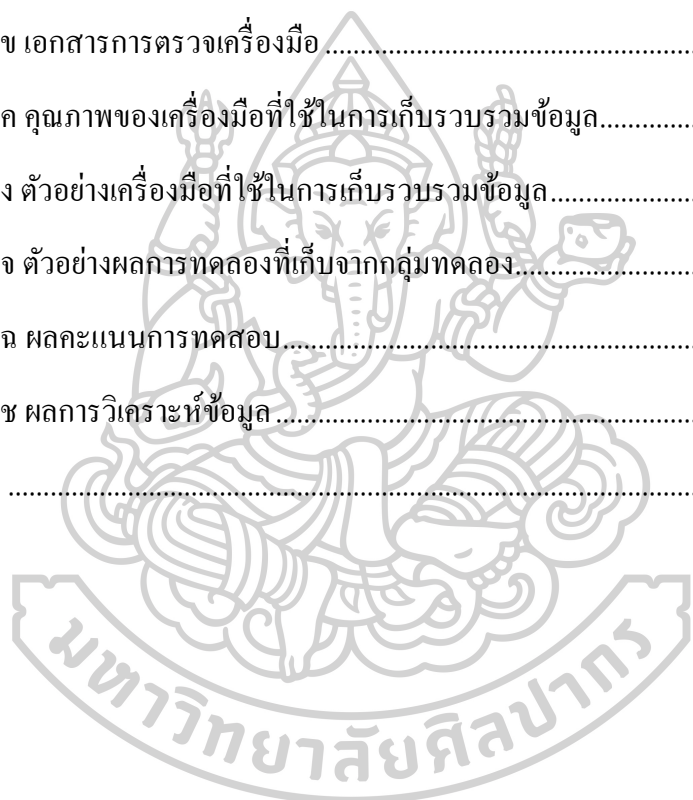 ข เอกสารการตรวจเครื่องมือ ......................................................
ค คุณภาพของเครื่องมือที่ใช้ในการเก็บรวบรวมข้อมูล..............
ง ตัวอย่างเครื่องมือที่ใช้ในการเก็บรวบรวมข้อมูล.....................
จ ตัวอย่างผลการทดลองที่เก็บจากกลุ่มทดลอง..........................
ฉ ผลคะแนนการทดสอบ............................................................
ช ผลการวิเคราะห์ข้อมูล .............................................................
....................................................................................................
มหาวิทยาลัยศิลปากร